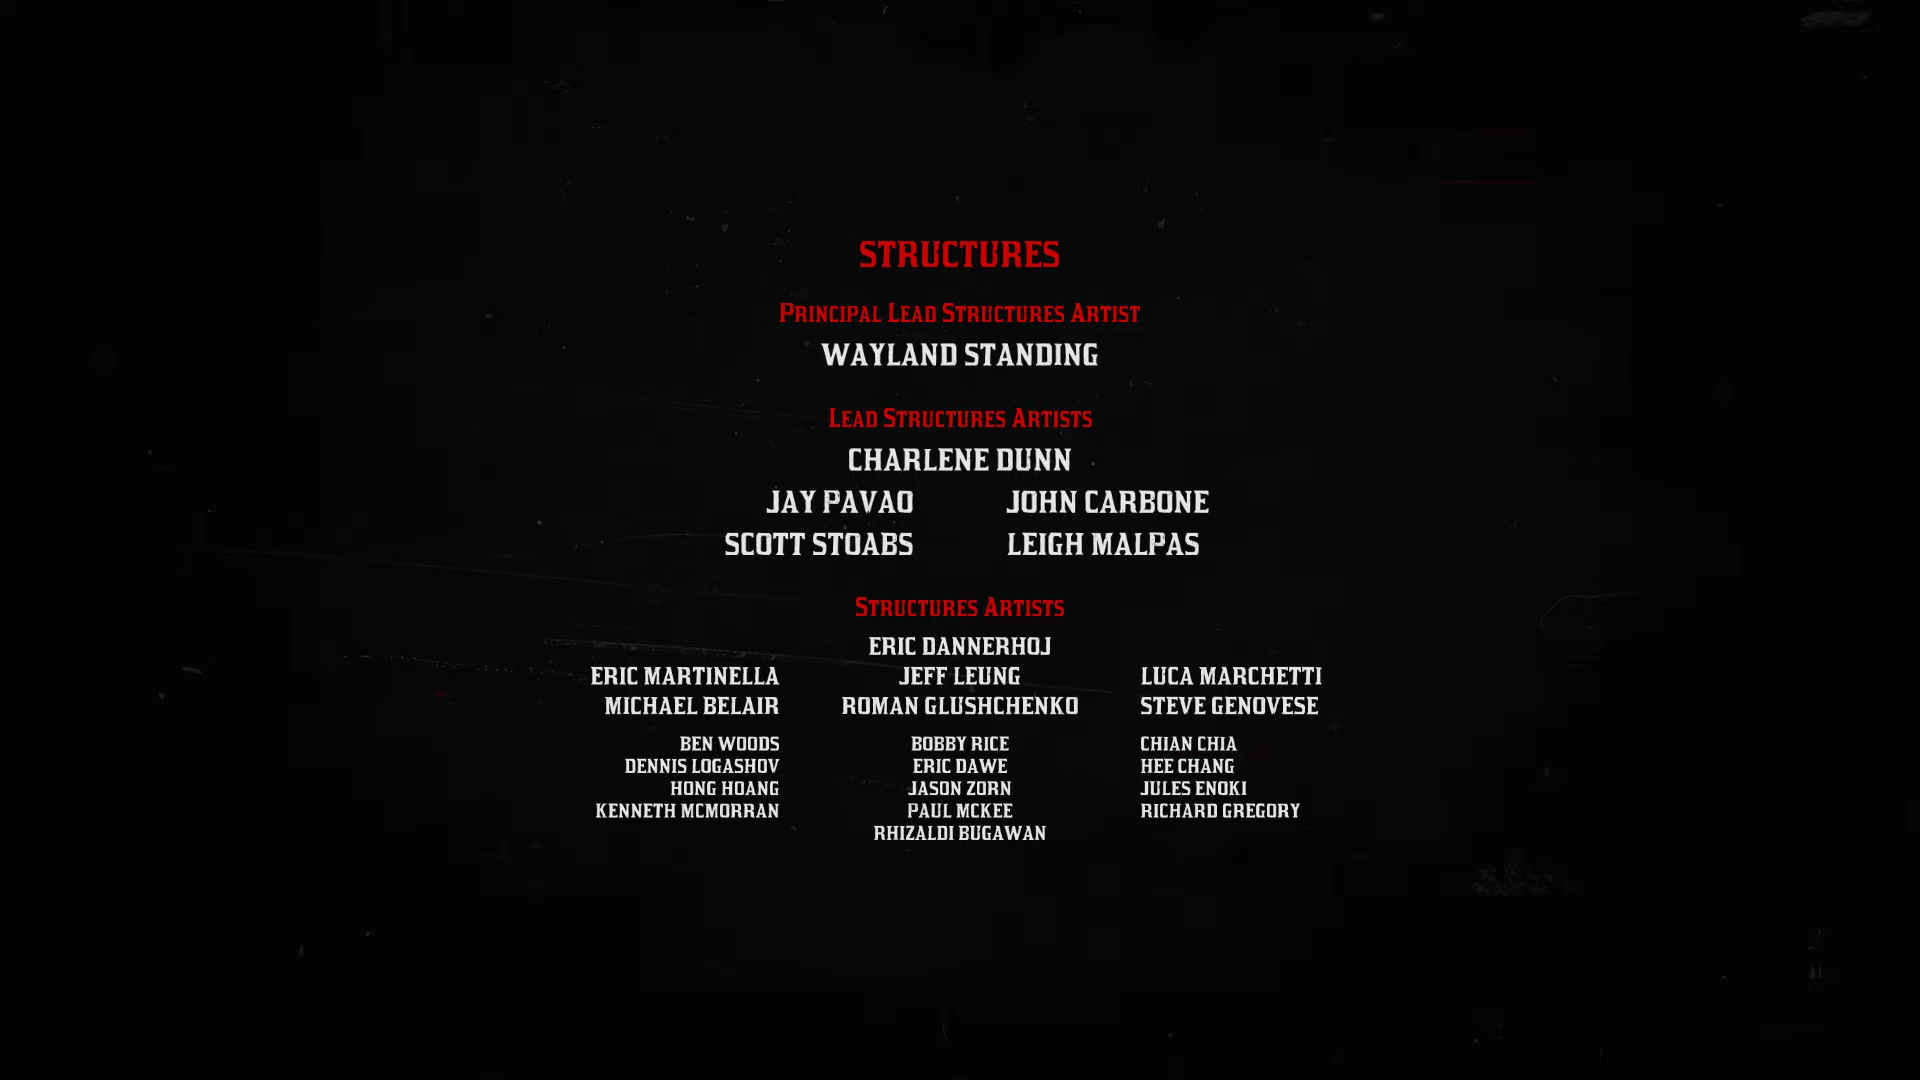 STRUCTURES
PRINCIPAL LEAD STRUCTURES ARTIST
WAYLAND STANDING
LEAD STRUCTURES ARTISTS
CHARLENE DUNN
JAY PAVAO JOHN CARBONE
SCOTT STOABS LEIGH MALPAS
STRUCTURES ARTISTS
ERIC DANNERHOJ
ERIC MARTINELLA JEFF LEUNG LUCA MARCHETTI
MICHAEL BELAIR ROMAN GLUSHCHENKO STEVE GENOVESE
BEN WOODS BOBBY RICE CHIAN CHIA
DENNIS LOGASHOV ERIC DAWE HEE CHANG
HONG HOANG JASON ZORN JULES ENOKI
KENNETH MCMORRAN PAUL MCKEE RICHARD GREGORY
RHIZALDI BUGAWAN